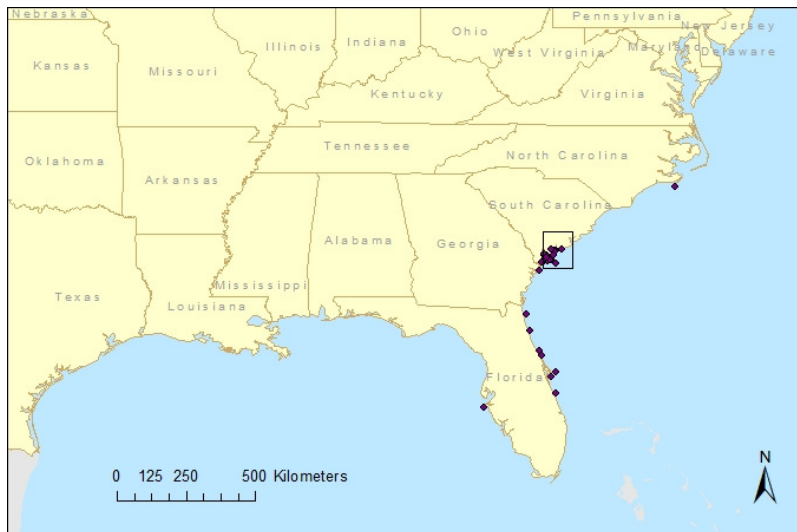 Nebraska
Pennsylvania
New Jersey
Ohio
Illinois
Indiana
Maryland
Delaware
West Virginia
Kansas
Missouri
Kentucky
Virginia
Tennessee
North Carolina
Oklahoma
Arkansas
South Carolina
Alabama
Georgia
Mississippi
Texas
Louisiana
Florida
N
0 125 250 500 Kilometers